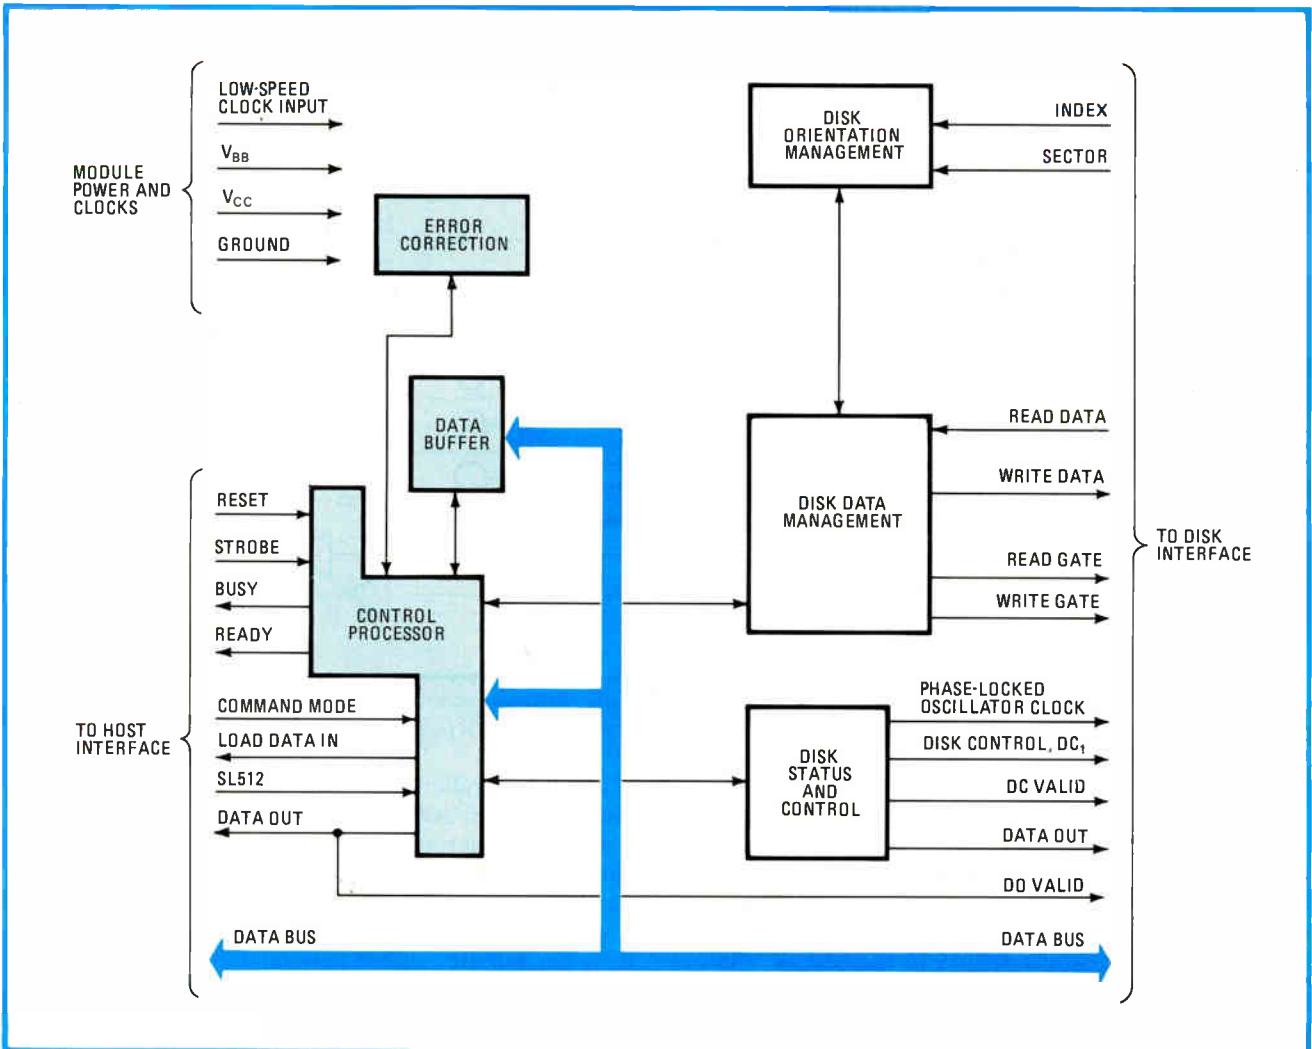 LOW-SPEED
CLOCK INPUT
V_BB
V_CC
GROUND
MODULE
POWER AND
CLOCKS
ERROR
CORRECTION
DATA
BUFFER
RESET
STROBE
BUSY
READY
CONTROL
PROCESSOR
COMMAND MODE
LOAD DATA IN
SL512
DATA OUT
TO HOST
INTERFACE
DATA BUS
DISK
ORIENTATION
MANAGEMENT
INDEX
SECTOR
DISK DATA
MANAGEMENT
READ DATA
WRITE DATA
READ GATE
WRITE GATE
TO DISK
INTERFACE
DISK
STATUS
AND
CONTROL
PHASE-LOCKED
OSCILLATOR CLOCK
DISK CONTROL, DC₁
DC VALID
DATA OUT
DO VALID
DATA BUS